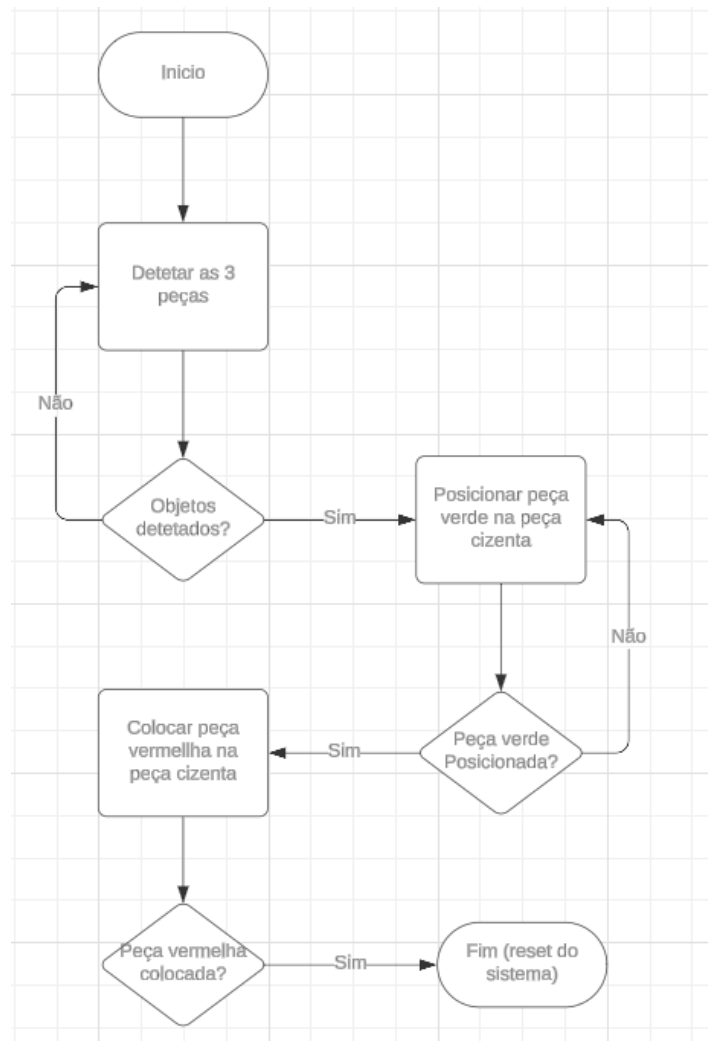 Inicio
Detetar as 3
peças
Não
Objetos
detetados?
Sim
Posicionar peça
verde na peça
cizenta
Não
Peça verde
Posicionada?
Sim
Colocar peça
vermellha na
peça cizenta
Peça vermelha
colocada?
Sim
Fim (reset do
sistema)